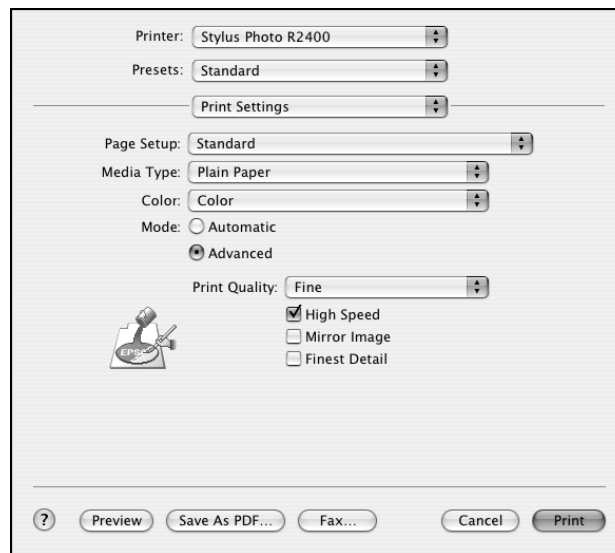 Printer: Stylus Photo R2400
Presets: Standard
Print Settings
Page Setup: Standard
Media Type: Plain Paper
Color: Color
Mode: Automatic
Advanced
Print Quality: Fine
High Speed
Mirror Image
Finest Detail
EPSON
? Preview Save As PDF... Fax... Cancel Print